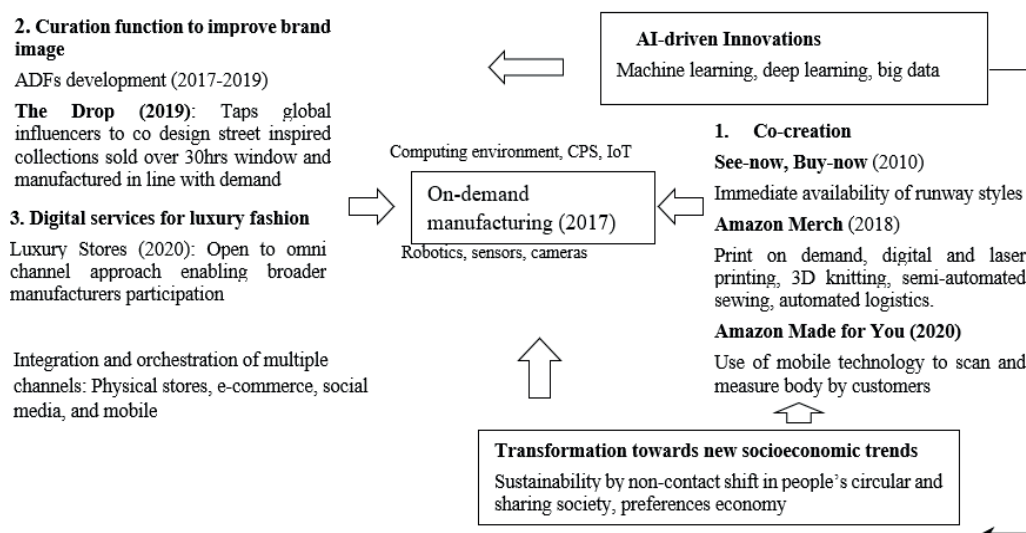 2. Curation function to improve brand
image
ADFs development (2017-2019)
The Drop (2019): Taps global
influencers to co design street inspired
collections sold over 30hrs window and
manufactured in line with demand
3. Digital services for luxury fashion
Luxury Stores (2020): Open to omni
channel approach enabling broader
manufacturers participation
Integration and orchestration of multiple
channels: Physical stores, e-commerce, social
media, and mobile
AI-driven Innovations
Machine learning, deep learning, big data
Computing environment, CPS, IoT
On-demand
manufacturing (2017)
Robotics, sensors, cameras
1. Co-creation
See-now, Buy-now (2010)
Immediate availability of runway styles
Amazon Merch (2018)
Print on demand, digital and laser
printing, 3D knitting, semi-automated
sewing, automated logistics.
Amazon Made for You (2020)
Use of mobile technology to scan and
measure body by customers
Transformation towards new socioeconomic trends
Sustainability by non-contact shift in people's circular and
sharing society, preferences economy